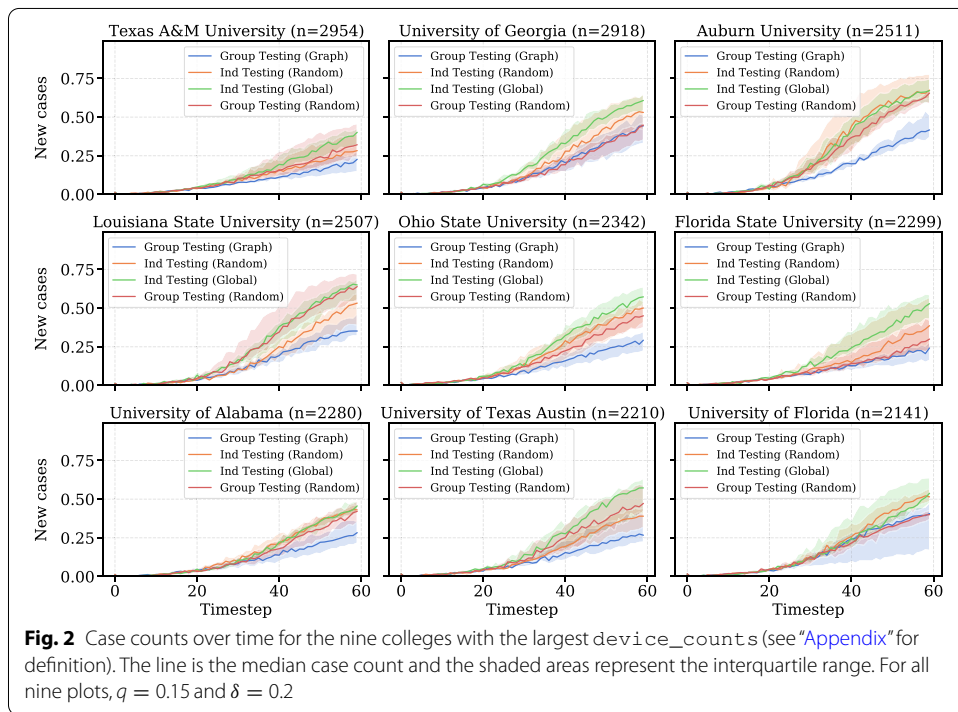 Texas A&M University (n=2954)
University of Georgia (n=2918)
Auburn University (n=2511)
New cases
0.75
0.50
0.25
0.00
Group Testing (Graph)
Ind Testing (Random)
Ind Testing (Global)
Group Testing (Random)
Group Testing (Graph)
Ind Testing (Random)
Ind Testing (Global)
Group Testing (Random)
Group Testing (Graph)
Ind Testing (Random)
Ind Testing (Global)
Group Testing (Random)
Louisiana State University (n=2507)
Ohio State University (n=2342)
Florida State University (n=2299)
New cases
0.75
0.50
0.25
0.00
Group Testing (Graph)
Ind Testing (Random)
Ind Testing (Global)
Group Testing (Random)
Group Testing (Graph)
Ind Testing (Random)
Ind Testing (Global)
Group Testing (Random)
Group Testing (Graph)
Ind Testing (Random)
Ind Testing (Global)
Group Testing (Random)
University of Alabama (n=2280)
University of Texas Austin (n=2210)
University of Florida (n=2141)
New cases
0.75
0.50
0.25
0.00
Group Testing (Graph)
Ind Testing (Random)
Ind Testing (Global)
Group Testing (Random)
Group Testing (Graph)
Ind Testing (Random)
Ind Testing (Global)
Group Testing (Random)
Group Testing (Graph)
Ind Testing (Random)
Ind Testing (Global)
Group Testing (Random)
0 20 40 60
0 20 40 60
0 20 40 60
Timestep
Timestep
Timestep
Fig. 2 Case counts over time for the nine colleges with the largest device_counts (see "Appendix" for
definition). The line is the median case count and the shaded areas represent the interquartile range. For all
nine plots, q = 0.15 and δ = 0.2